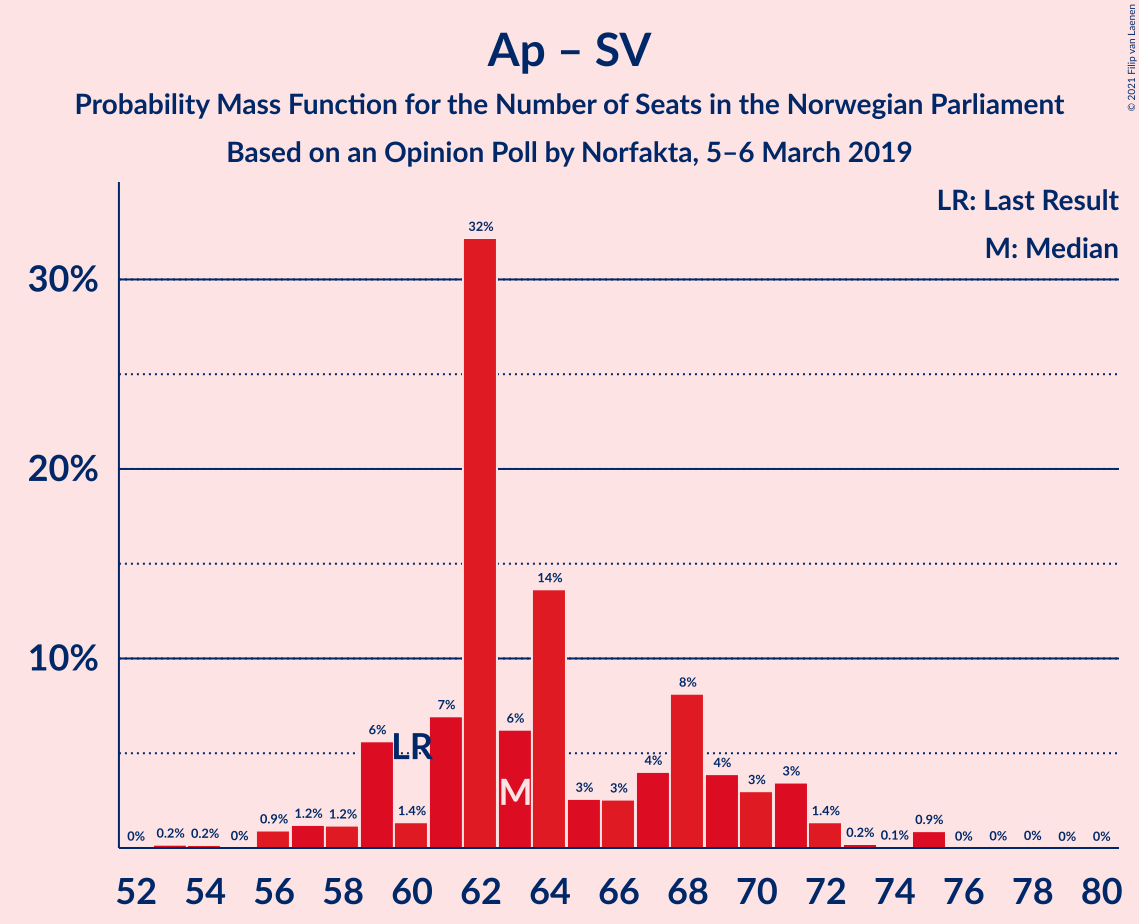 Ap – SV
Probability Mass Function for the Number of Seats in the Norwegian Parliament
Based on an Opinion Poll by Norfakta, 5–6 March 2019
© 2021 Filip van Laenen
LR: Last Result
M: Median
30%
20%
10%
0% 0.2% 0.2% 0% 0.9% 1.2% 1.2% 6% 1.4% 7% 32% 6% 14% 3% 3% 4% 8% 4% 3% 3% 1.4% 0.2% 0.1% 0.9% 0% 0% 0% 0% 0%
LR
M
52 54 56 58 60 62 64 66 68 70 72 74 76 78 80